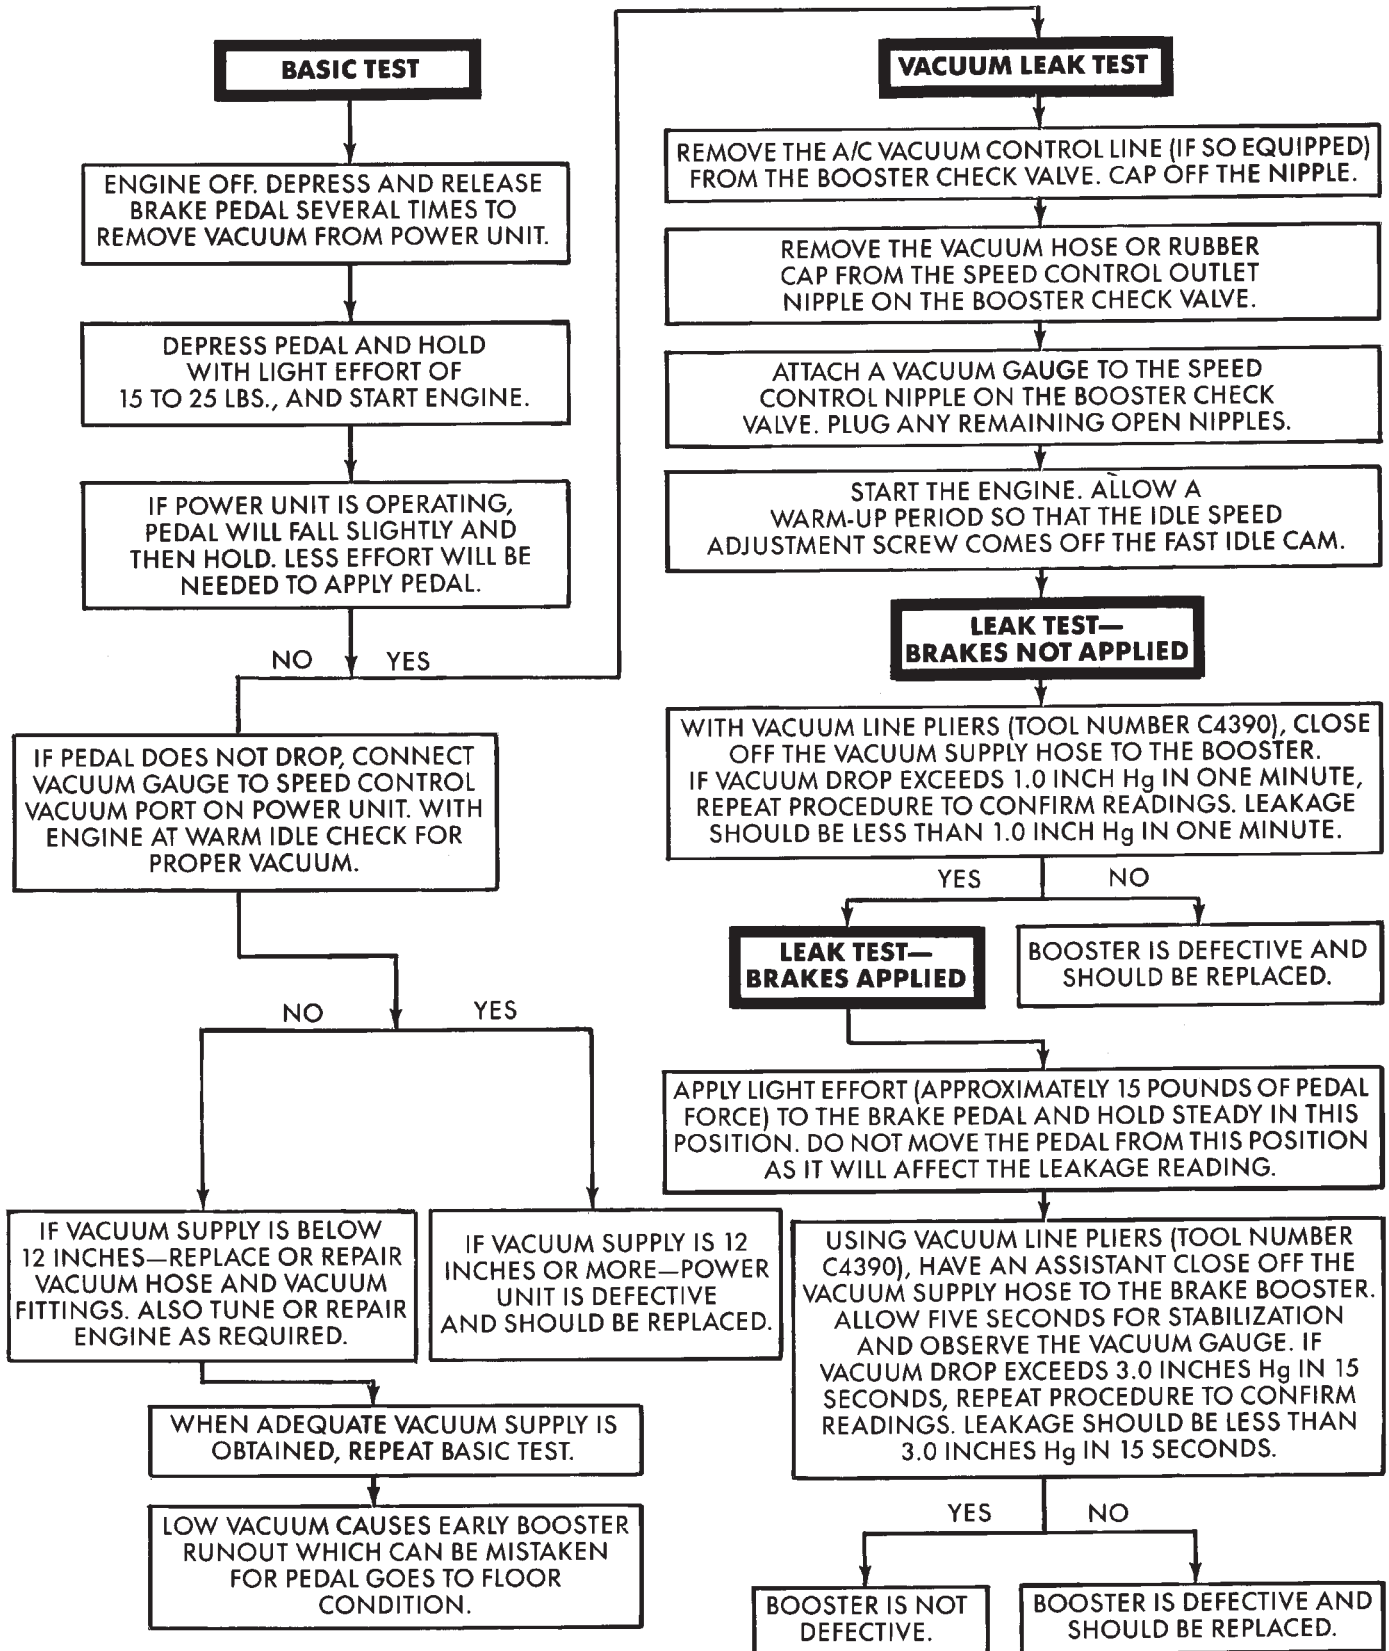 BASIC TEST
ENGINE OFF. DEPRESS AND RELEASE
BRAKE PEDAL SEVERAL TIMES TO
REMOVE VACUUM FROM POWER UNIT.
DEPRESS PEDAL AND HOLD
WITH LIGHT EFFORT OF
15 TO 25 LBS., AND START ENGINE.
IF POWER UNIT IS OPERATING,
PEDAL WILL FALL SLIGHTLY AND
THEN HOLD. LESS EFFORT WILL BE
NEEDED TO APPLY PEDAL.
NO YES
IF PEDAL DOES NOT DROP, CONNECT
VACUUM GAUGE TO SPEED CONTROL
VACUUM PORT ON POWER UNIT. WITH
ENGINE AT WARM IDLE CHECK FOR
PROPER VACUUM.
NO YES
IF VACUUM SUPPLY IS BELOW
12 INCHES—REPLACE OR REPAIR
VACUUM HOSE AND VACUUM
FITTINGS. ALSO TUNE OR REPAIR
ENGINE AS REQUIRED.
IF VACUUM SUPPLY IS 12
INCHES OR MORE—POWER
UNIT IS DEFECTIVE
AND SHOULD BE REPLACED.
WHEN ADEQUATE VACUUM SUPPLY IS
OBTAINED, REPEAT BASIC TEST.
LOW VACUUM CAUSES EARLY BOOSTER
RUNOUT WHICH CAN BE MISTAKEN
FOR PEDAL GOES TO FLOOR
CONDITION.
VACUUM LEAK TEST
REMOVE THE A/C VACUUM CONTROL LINE (IF SO EQUIPPED)
FROM THE BOOSTER CHECK VALVE. CAP OFF THE NIPPLE.
REMOVE THE VACUUM HOSE OR RUBBER
CAP FROM THE SPEED CONTROL OUTLET
NIPPLE ON THE BOOSTER CHECK VALVE.
ATTACH A VACUUM GAUGE TO THE SPEED
CONTROL NIPPLE ON THE BOOSTER CHECK
VALVE. PLUG ANY REMAINING OPEN NIPPLES.
START THE ENGINE. ALLOW A
WARM-UP PERIOD SO THAT THE IDLE SPEED
ADJUSTMENT SCREW COMES OFF THE FAST IDLE CAM.
LEAK TEST—
BRAKES NOT APPLIED
WITH VACUUM LINE PLIERS (TOOL NUMBER C4390), CLOSE
OFF THE VACUUM SUPPLY HOSE TO THE BOOSTER.
IF VACUUM DROP EXCEEDS 1.0 INCH Hg IN ONE MINUTE,
REPEAT PROCEDURE TO CONFIRM READINGS. LEAKAGE
SHOULD BE LESS THAN 1.0 INCH Hg IN ONE MINUTE.
YES NO
LEAK TEST—
BRAKES APPLIED
BOOSTER IS DEFECTIVE AND
SHOULD BE REPLACED.
APPLY LIGHT EFFORT (APPROXIMATELY 15 POUNDS OF PEDAL
FORCE) TO THE BRAKE PEDAL AND HOLD STEADY IN THIS
POSITION. DO NOT MOVE THE PEDAL FROM THIS POSITION
AS IT WILL AFFECT THE LEAKAGE READING.
USING VACUUM LINE PLIERS (TOOL NUMBER
C4390), HAVE AN ASSISTANT CLOSE OFF THE
VACUUM SUPPLY HOSE TO THE BRAKE BOOSTER.
ALLOW FIVE SECONDS FOR STABILIZATION
AND OBSERVE THE VACUUM GAUGE. IF
VACUUM DROP EXCEEDS 3.0 INCHES Hg IN 15
SECONDS, REPEAT PROCEDURE TO CONFIRM
READINGS. LEAKAGE SHOULD BE LESS THAN
3.0 INCHES Hg IN 15 SECONDS.
YES NO
BOOSTER IS NOT
DEFECTIVE.
BOOSTER IS DEFECTIVE AND
SHOULD BE REPLACED.